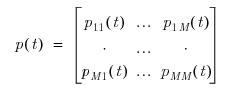 p(t) = [ p₁₁(t) … p₁M(t)
· … ·
pM1(t) … pMM(t) ]